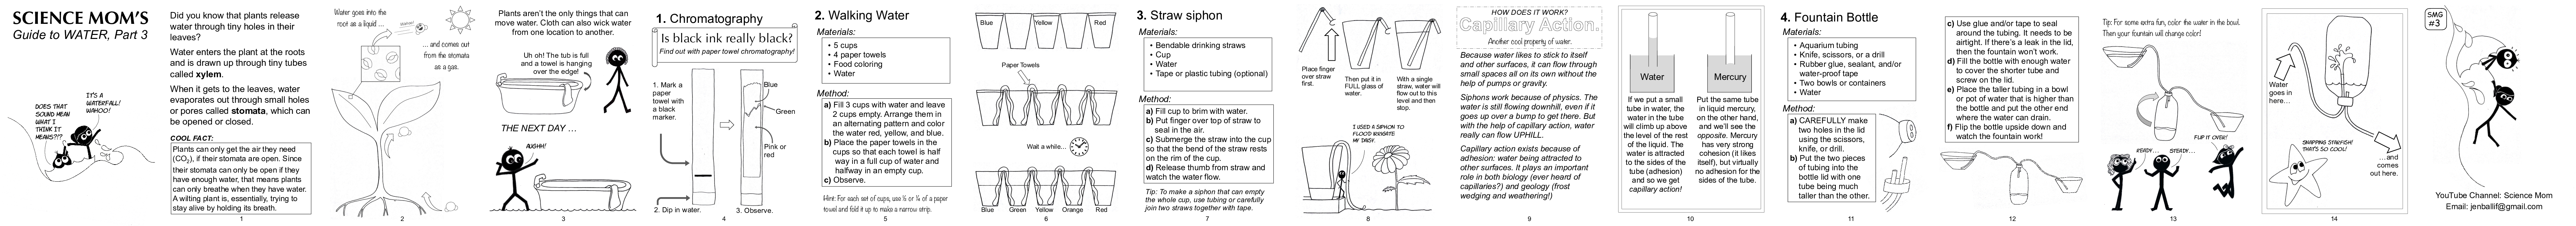 SCIENCE MOM'S
Guide to WATER, Part 3
DOES THAT
SOUND MEAN
WHAT I
THINK IT
MEANS?!?
IT'S A
WATERFALL!
WAHOO!
Did you know that plants release
water through tiny holes in their
leaves?
Water enters the plant at the roots
and is drawn up through tiny tubes
called xylem.
When it gets to the leaves, water
evaporates out through small holes
or pores called stomata, which can
be opened or closed.
COOL FACT:
Plants can only get the air they need
(CO₂), if their stomata are open. Since
their stomata can only be open if they
have enough water, that means plants
can only breathe when they have water.
A wilting plant is, essentially, trying to
stay alive by holding its breath.
1
Water goes into the
root as a liquid ...
... and comes out
from the stomata
as a gas.
2
Plants aren't the only things that can
move water. Cloth can also wick water
from one location to another.
Uh oh! The tub is full
and a towel is hanging
over the edge!
THE NEXT DAY ...
AUGHH!
3
1. Chromatography
Is black ink really black?
Find out with paper towel chromatography!
1. Mark a
paper
towel with
a black
marker.
Blue
Green
Pink or
red
2. Dip in water.
3. Observe.
4
2. Walking Water
Materials:
• 5 cups
• 4 paper towels
• Food coloring
• Water
Method:
a) Fill 3 cups with water and leave
2 cups empty. Arrange them in
an alternating pattern and color
the water red, yellow, and blue.
b) Place the paper towels in the
cups so that each towel is half
way in a full cup of water and
halfway in an empty cup.
c) Observe.
Hint: For each set of cups, use ½ or ¼ of a paper
towel and fold it up to make a narrow strip.
5
Blue
Yellow
Red
Paper Towels
Wait a while...
Blue
Green
Yellow
Orange
Red
6
3. Straw siphon
Materials:
• Bendable drinking straws
• Cup
• Water
• Tape or plastic tubing (optional)
Method:
a) Fill cup to brim with water.
b) Put finger over top of straw to
seal in the air.
c) Submerge the straw into the cup
so that the bend of the straw rests
on the rim of the cup.
d) Release thumb from straw and
watch the water flow.
Tip: To make a siphon that can empty
the whole cup, use tubing or carefully
join two straws together with tape.
7
Place finger
over straw
first.
Then put it in
FULL glass of
water.
With a single
straw, water will
flow out to this
level and then
stop.
I USED A SIPHON TO
FLOOD IRRIGATE
MY DAISY.
8
HOW DOES IT WORK?
Capillary Action.
Another cool property of water.
Because water likes to stick to itself
and other surfaces, it can flow through
small spaces all on its own without the
help of pumps or gravity.
Siphons work because of physics. The
water is still flowing downhill, even if it
goes up over a bump to get there. But
with the help of capillary action, water
really can flow UPHILL.
Capillary action exists because of
adhesion: water being attracted to
other surfaces. It plays an important
role in both biology (ever heard of
capillaries?) and geology (frost
wedging and weathering!)
9
Water
Mercury
If we put a small
tube in water, the
water in the tube
will climb up above
the level of the rest
of the liquid. The
water is attracted
to the sides of the
tube (adhesion)
and so we get
capillary action!
Put the same tube
in liquid mercury,
on the other hand,
and we'll see the
opposite. Mercury
has very strong
cohesion (it likes
itself), but virtually
no adhesion for the
sides of the tube.
10
4. Fountain Bottle
Materials:
• Aquarium tubing
• Knife, scissors, or a drill
• Rubber glue, sealant, and/or
water-proof tape
• Two bowls or containers
• Water
Method:
a) CAREFULLY make
two holes in the lid
using the scissors,
knife, or drill.
b) Put the two pieces
of tubing into the
bottle lid with one
tube being much
taller than the other.
11
c) Use glue and/or tape to seal
around the tubing. It needs to be
airtight. If there's a leak in the lid,
then the fountain won't work.
d) Fill the bottle with enough water
to cover the shorter tube and
screw on the lid.
e) Place the taller tubing in a bowl
or pot of water that is higher than
the bottle and put the other end
where the water can drain.
f) Flip the bottle upside down and
watch the fountain work!
12
Tip: For some extra fun, color the water in the bowl.
Then your fountain will change color!
READY...
STEADY...
FLIP IT OVER!
13
Water
goes in
here...
SNAPPING STARFISH!
THAT'S SO COOL!
...and
comes
out here.
14
SMG
#3
YouTube Channel: Science Mom
Email: jenballif@gmail.com